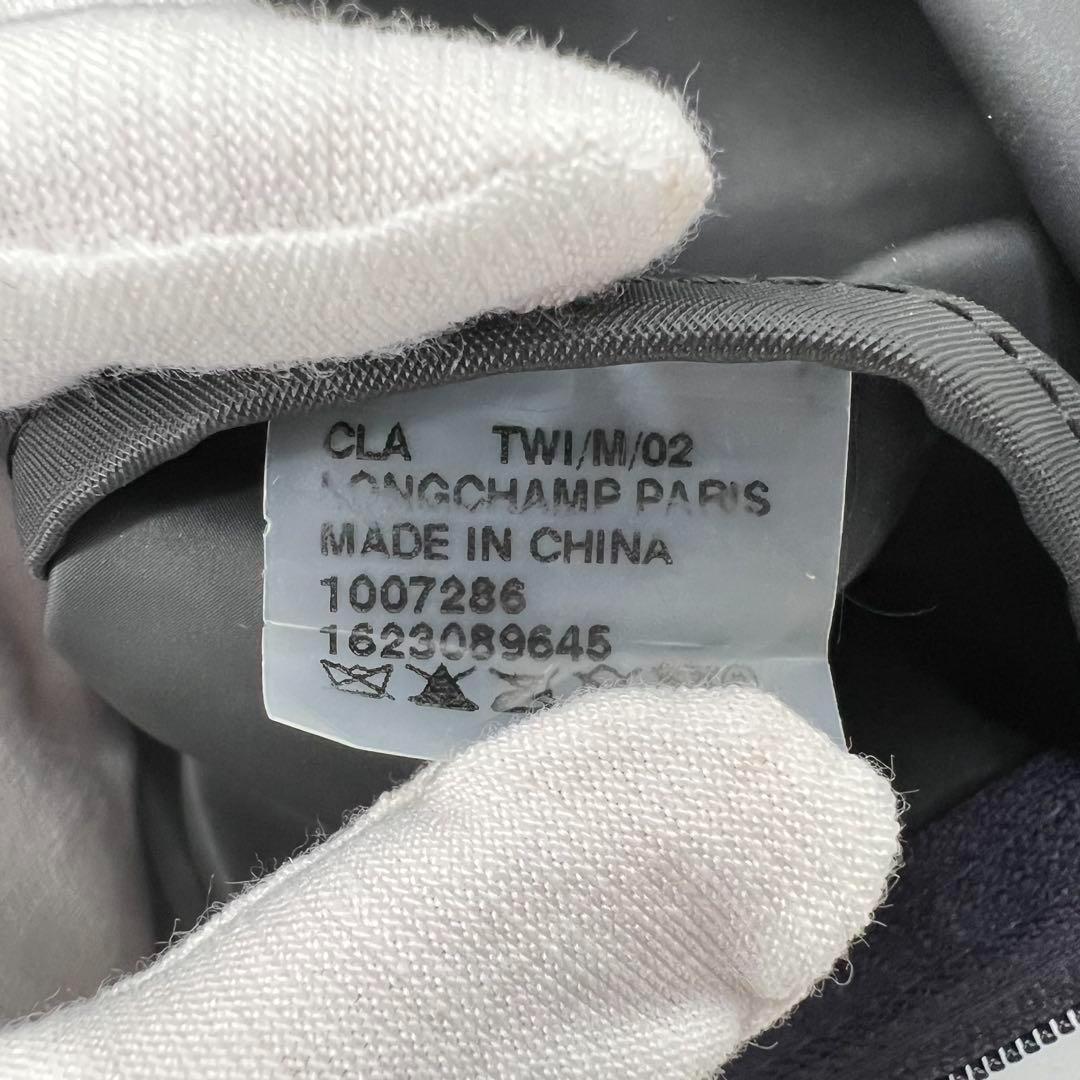 CLA TWI/M/02
LONGCHAMP PARIS
MADE IN CHINA
1007286
1623089645